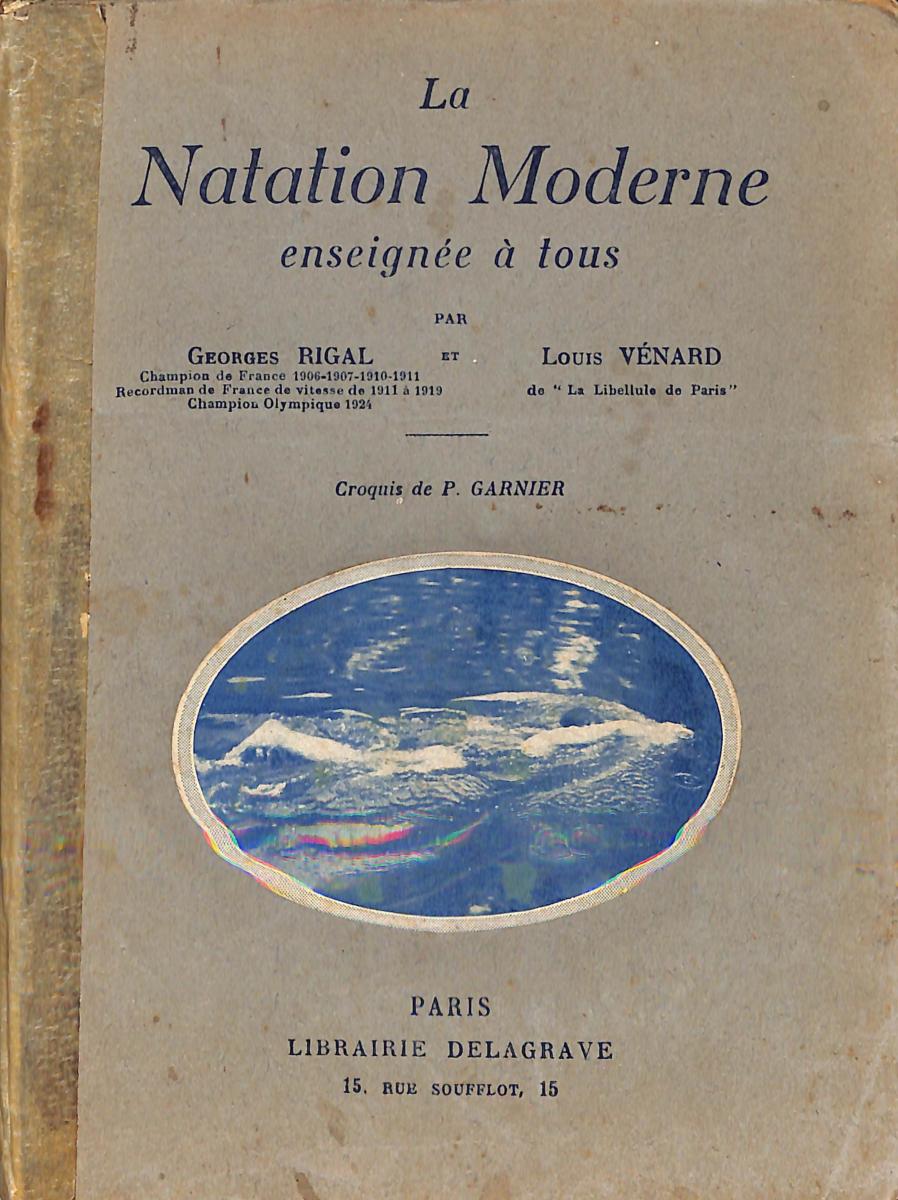 La
Natation Moderne
enseignée à tous
PAR
GEORGES RIGAL ET LOUIS VÉNARD
Champion de France 1906-1907-1910-1911
Recordman de France de vitesse de 1911 à 1919
Champion Olympique 1924
de "La Libellule de Paris"
Croquis de P. GARNIER
PARIS
LIBRAIRIE DELAGRAVE
15, RUE SOUFFLOT, 15